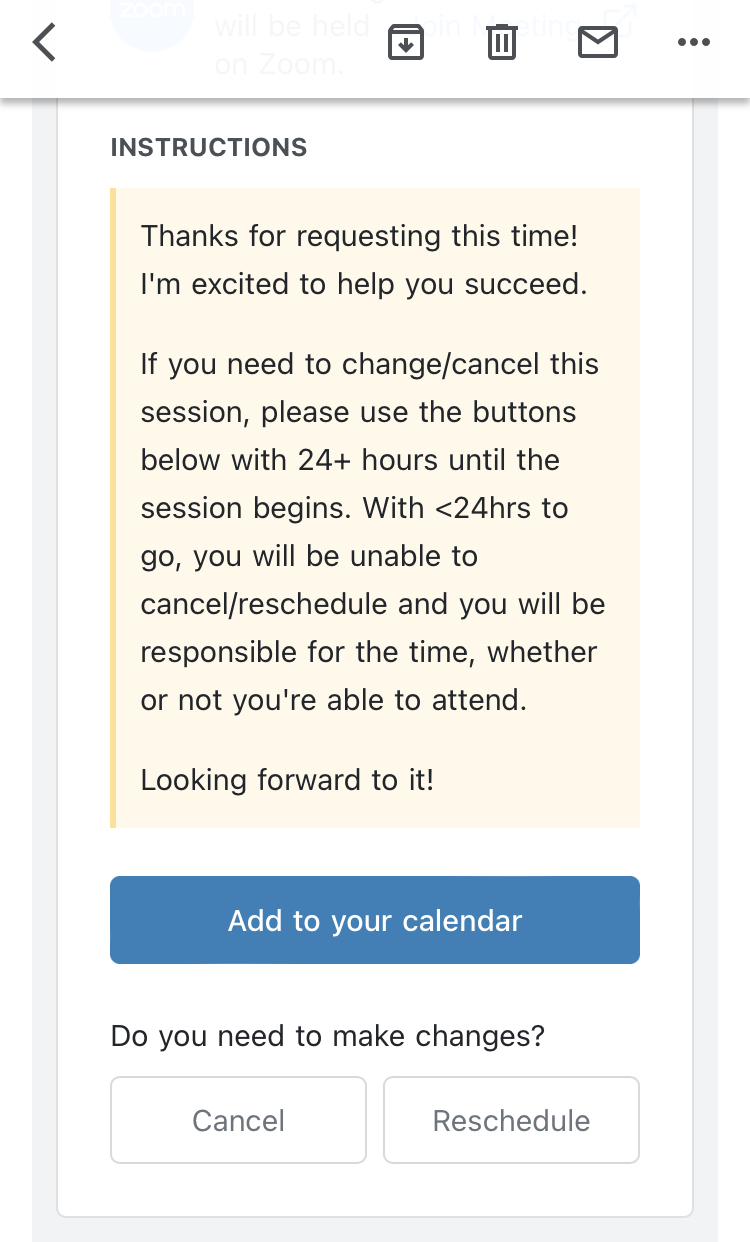 zoom
will be held Join Meeting
on Zoom.
INSTRUCTIONS
Thanks for requesting this time!
I'm excited to help you succeed.
If you need to change/cancel this
session, please use the buttons
below with 24+ hours until the
session begins. With <24hrs to
go, you will be unable to
cancel/reschedule and you will be
responsible for the time, whether
or not you're able to attend.
Looking forward to it!
Add to your calendar
Do you need to make changes?
Cancel Reschedule